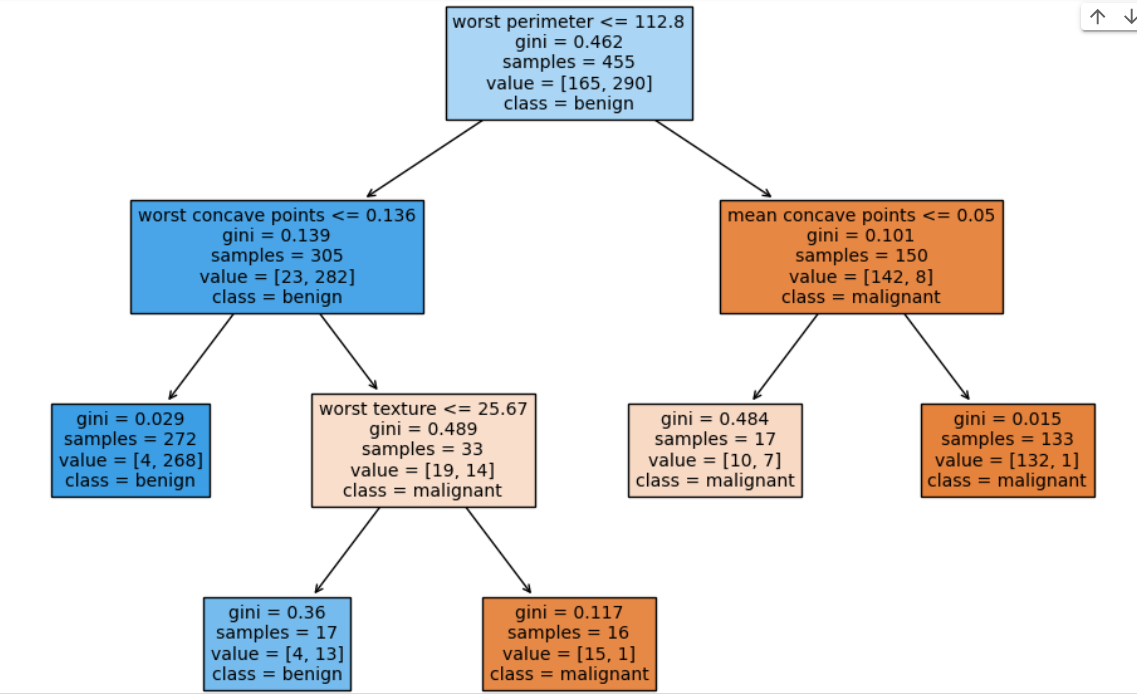 worst perimeter <= 112.8
gini = 0.462
samples = 455
value = [165, 290]
class = benign
worst concave points <= 0.136
gini = 0.139
samples = 305
value = [23, 282]
class = benign
mean concave points <= 0.05
gini = 0.101
samples = 150
value = [142, 8]
class = malignant
gini = 0.029
samples = 272
value = [4, 268]
class = benign
worst texture <= 25.67
gini = 0.489
samples = 33
value = [19, 14]
class = malignant
gini = 0.484
samples = 17
value = [10, 7]
class = malignant
gini = 0.015
samples = 133
value = [132, 1]
class = malignant
gini = 0.36
samples = 17
value = [4, 13]
class = benign
gini = 0.117
samples = 16
value = [15, 1]
class = malignant